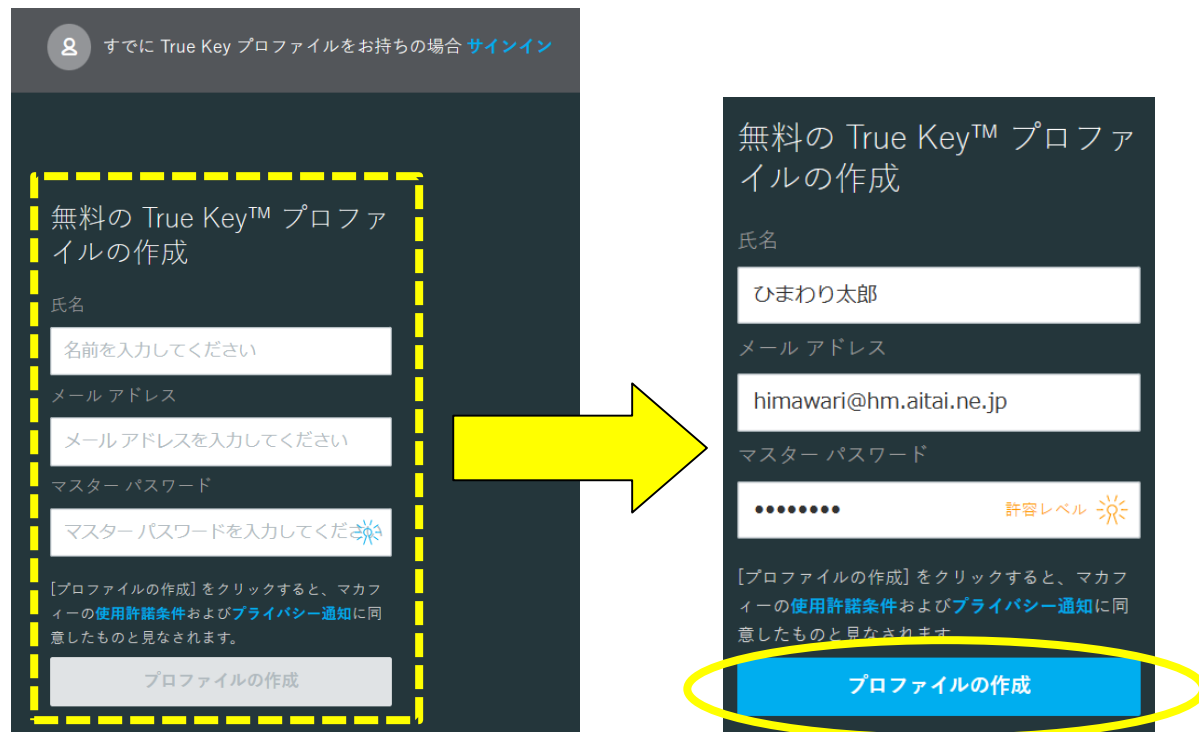 すでに True Key プロファイルをお持ちの場合 サインイン
無料の True Key™ プロファ
イルの作成
氏名
名前を入力してください
メール アドレス
メール アドレスを入力してください
マスター パスワード
マスター パスワードを入力してくださ
[プロファイルの作成] をクリックすると、マカフ
ィーの使用許諾条件およびプライバシー通知に同
意したものと見なされます。
プロファイルの作成
無料の True Key™ プロファ
イルの作成
氏名
ひまわり太郎
メール アドレス
himawari@hm.aitai.ne.jp
マスター パスワード
•••••••• 許容レベル
[プロファイルの作成] をクリックすると、マカフ
ィーの使用許諾条件およびプライバシー通知に同
意したものと見なされます
プロファイルの作成